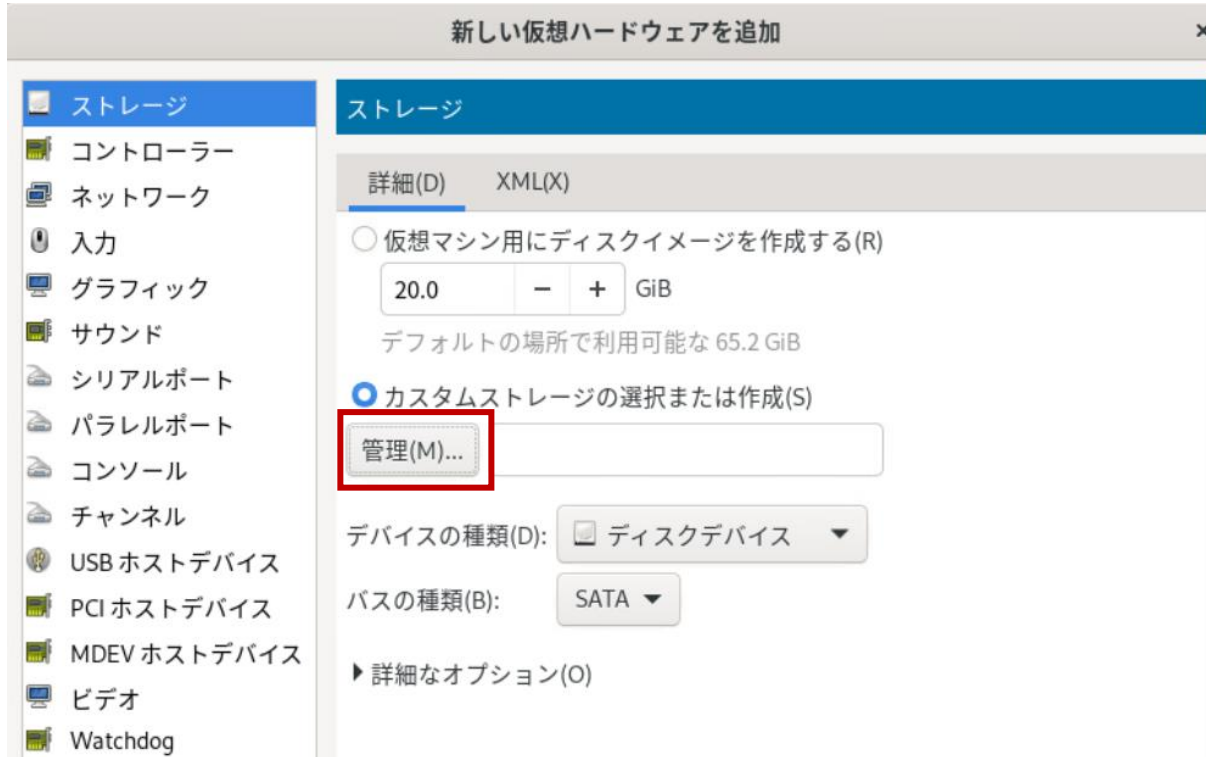 新しい仮想ハードウェアを追加
×
ストレージ
コントローラー
ネットワーク
入力
グラフィック
サウンド
シリアルポート
パラレルポート
コンソール
チャンネル
USB ホストデバイス
PCI ホストデバイス
MDEV ホストデバイス
ビデオ
Watchdog
ストレージ
詳細(D) XML(X)
仮想マシン用にディスクイメージを作成する(R)
20.0 − + GiB
デフォルトの場所で利用可能な 65.2 GiB
カスタムストレージの選択または作成(S)
管理(M)...
デバイスの種類(D): ディスクデバイス
バスの種類(B): SATA
詳細なオプション(O)